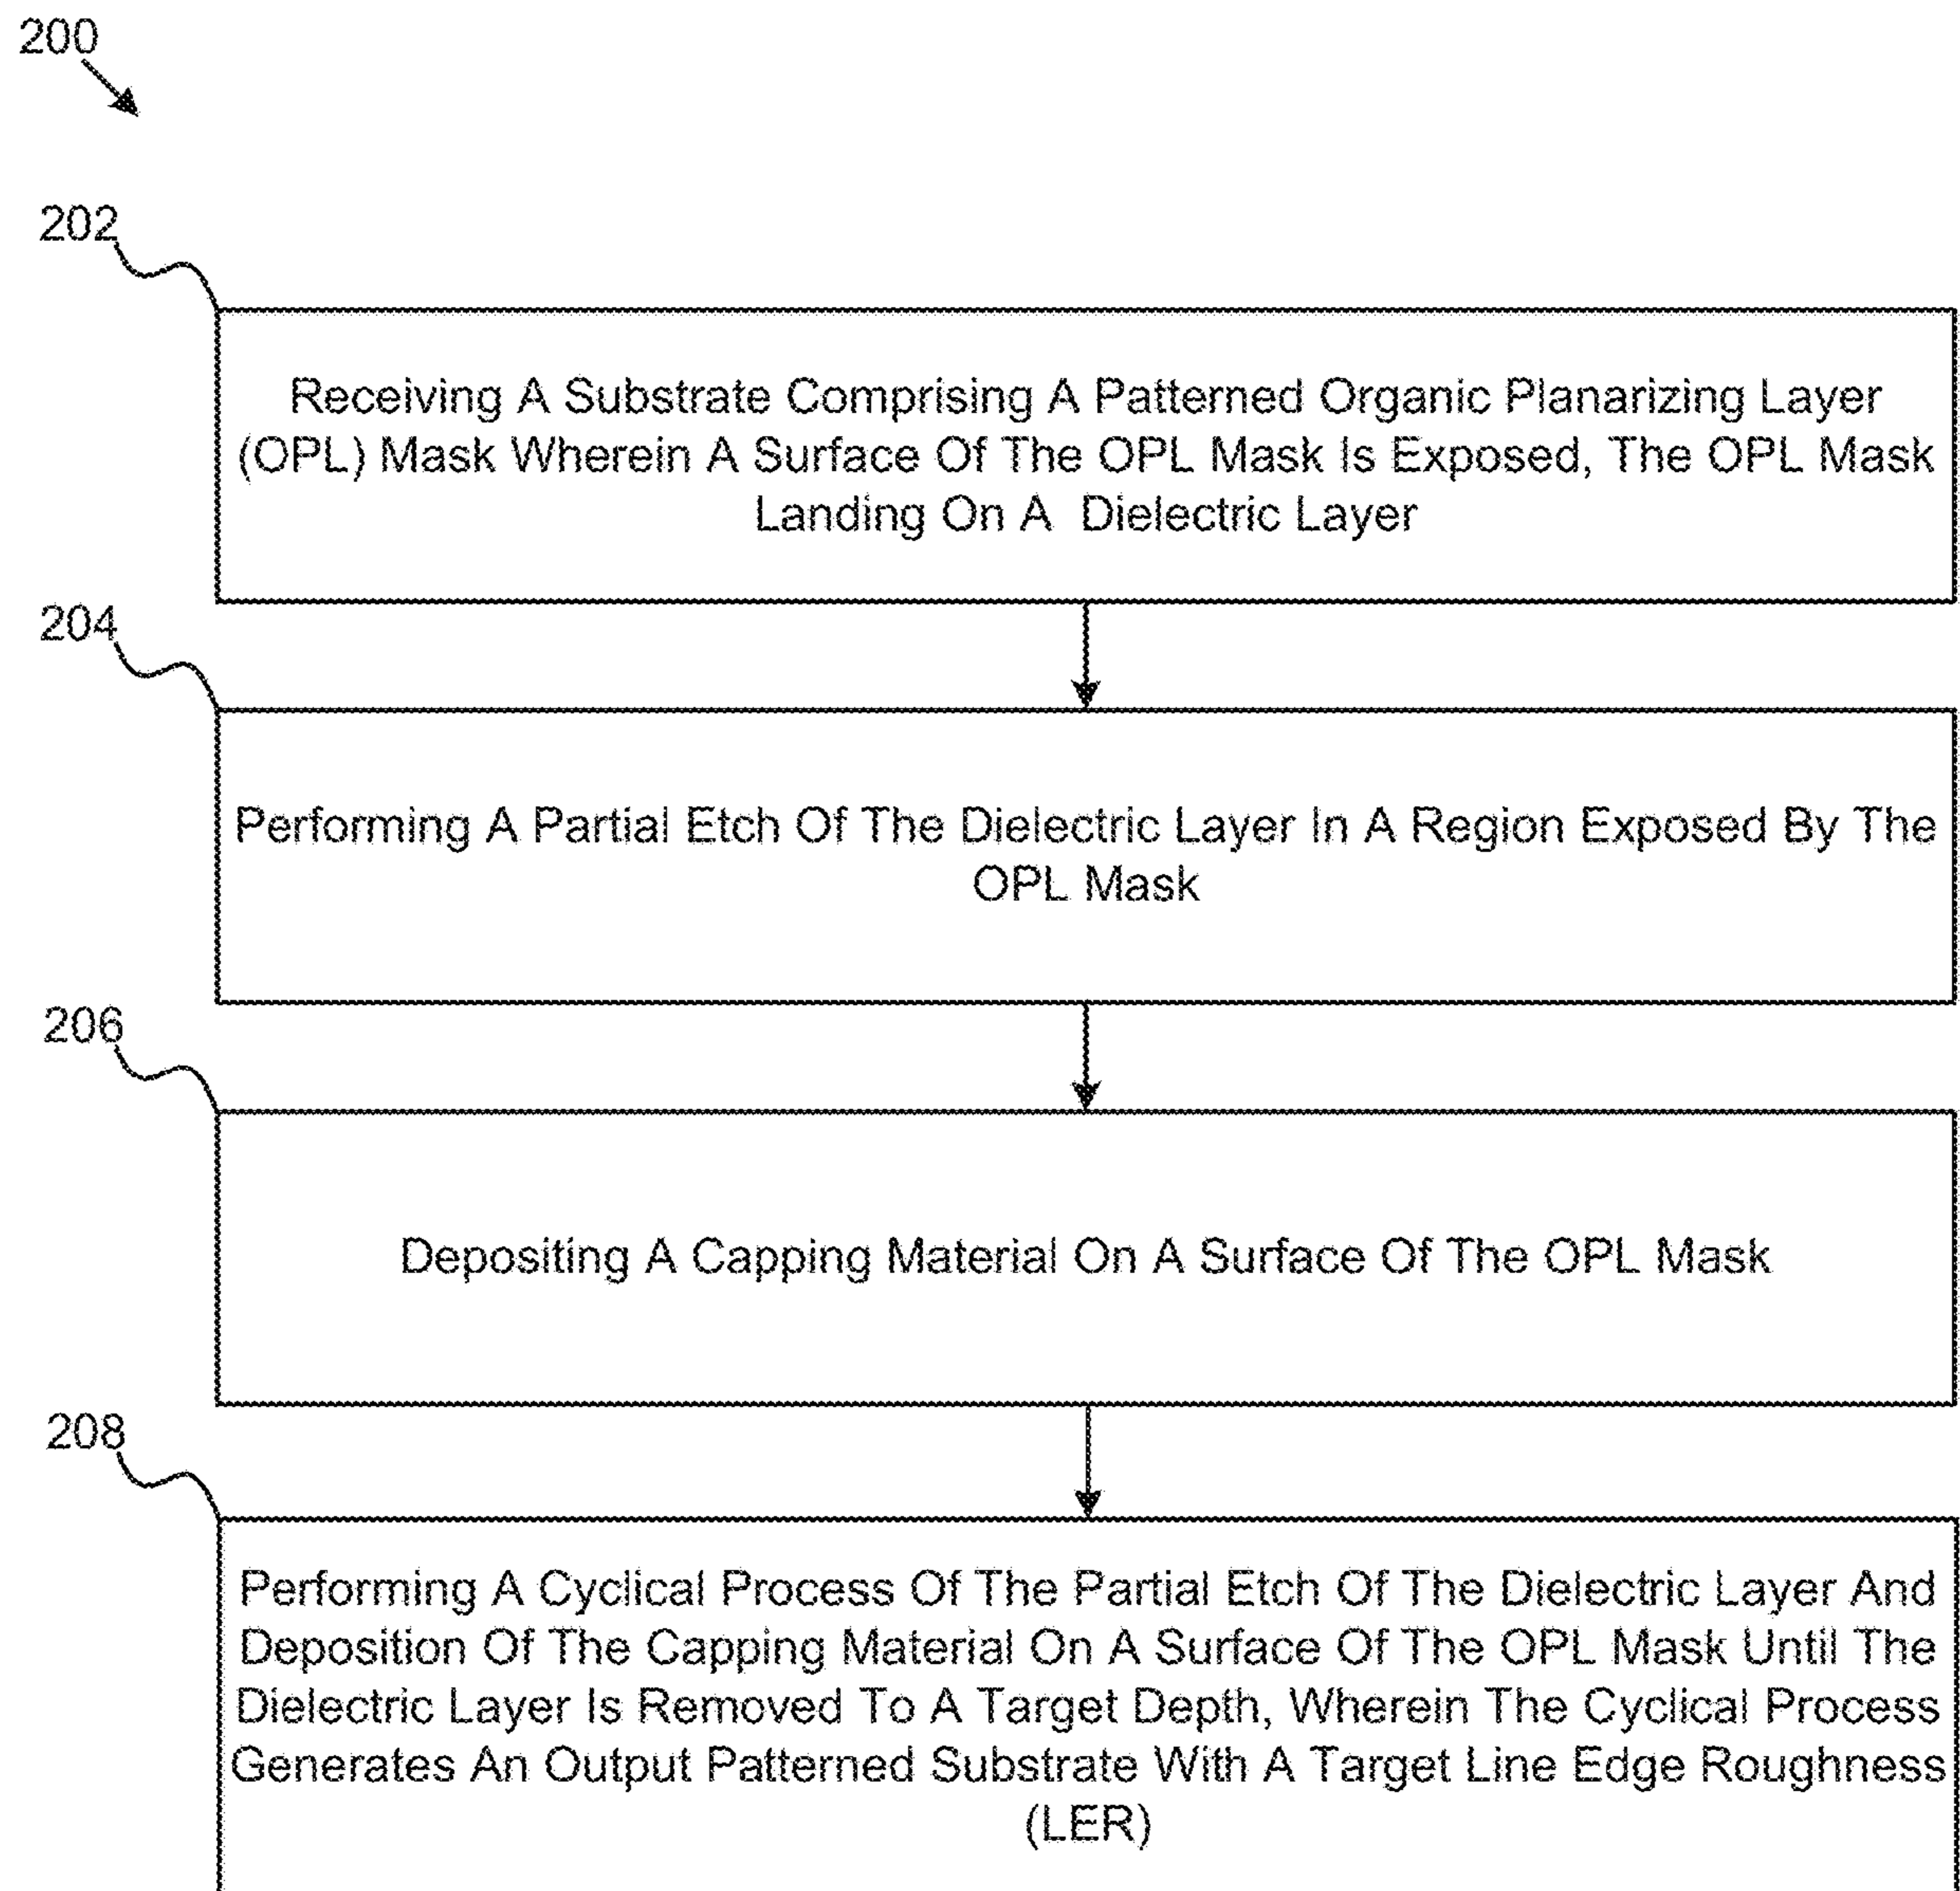 200
202
Receiving A Substrate Comprising A Patterned Organic Planarizing Layer
(OPL) Mask Wherein A Surface Of The OPL Mask Is Exposed, The OPL Mask
Landing On A Dielectric Layer
204
Performing A Partial Etch Of The Dielectric Layer In A Region Exposed By The
OPL Mask
206
Depositing A Capping Material On A Surface Of The OPL Mask
208
Performing A Cyclical Process Of The Partial Etch Of The Dielectric Layer And
Deposition Of The Capping Material On A Surface Of The OPL Mask Until The
Dielectric Layer Is Removed To A Target Depth, Wherein The Cyclical Process
Generates An Output Patterned Substrate With A Target Line Edge Roughness
(LER)